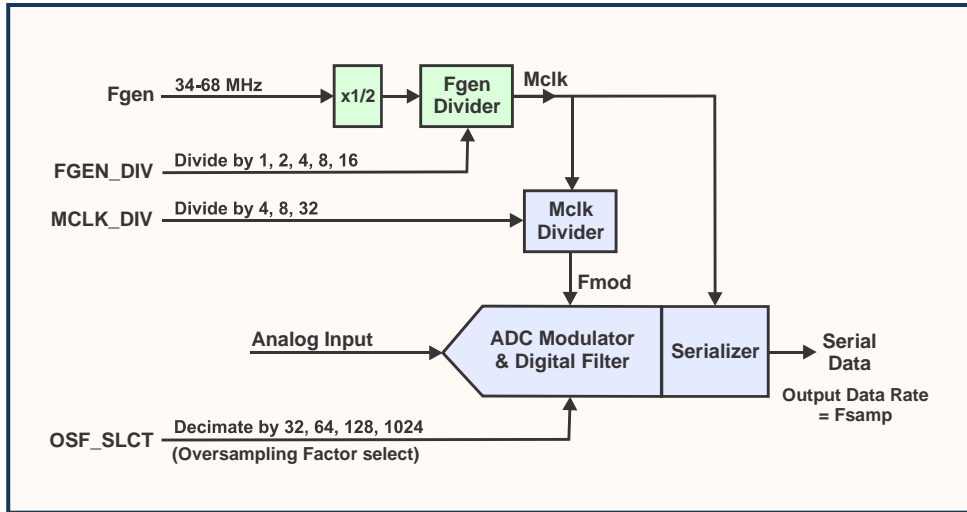 Fgen
34-68 MHz
x1/2
Fgen
Divider
Mclk
FGEN_DIV
Divide by 1, 2, 4, 8, 16
MCLK_DIV
Divide by 4, 8, 32
Mclk
Divider
Fmod
Analog Input
ADC Modulator
& Digital Filter
Serializer
Serial
Data
Output Data Rate
= Fsamp
OSF_SLCT
Decimate by 32, 64, 128, 1024
(Oversampling Factor select)